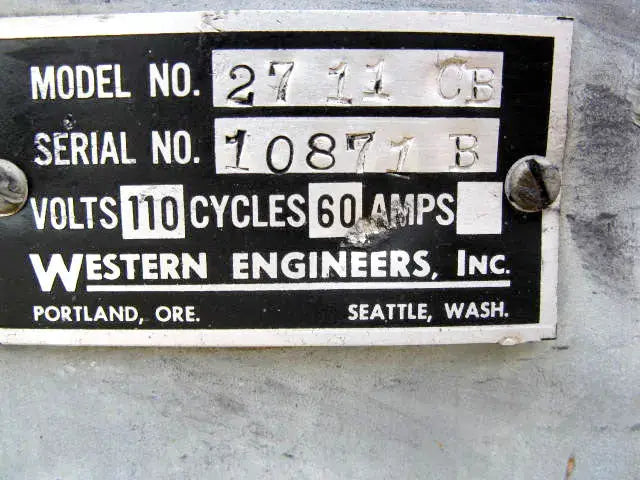 MODEL NO. 27 11 CB
SERIAL NO. 10871 B
VOLTS 110 CYCLES 60 AMPS
WESTERN ENGINEERS, INC.
PORTLAND, ORE. SEATTLE, WASH.